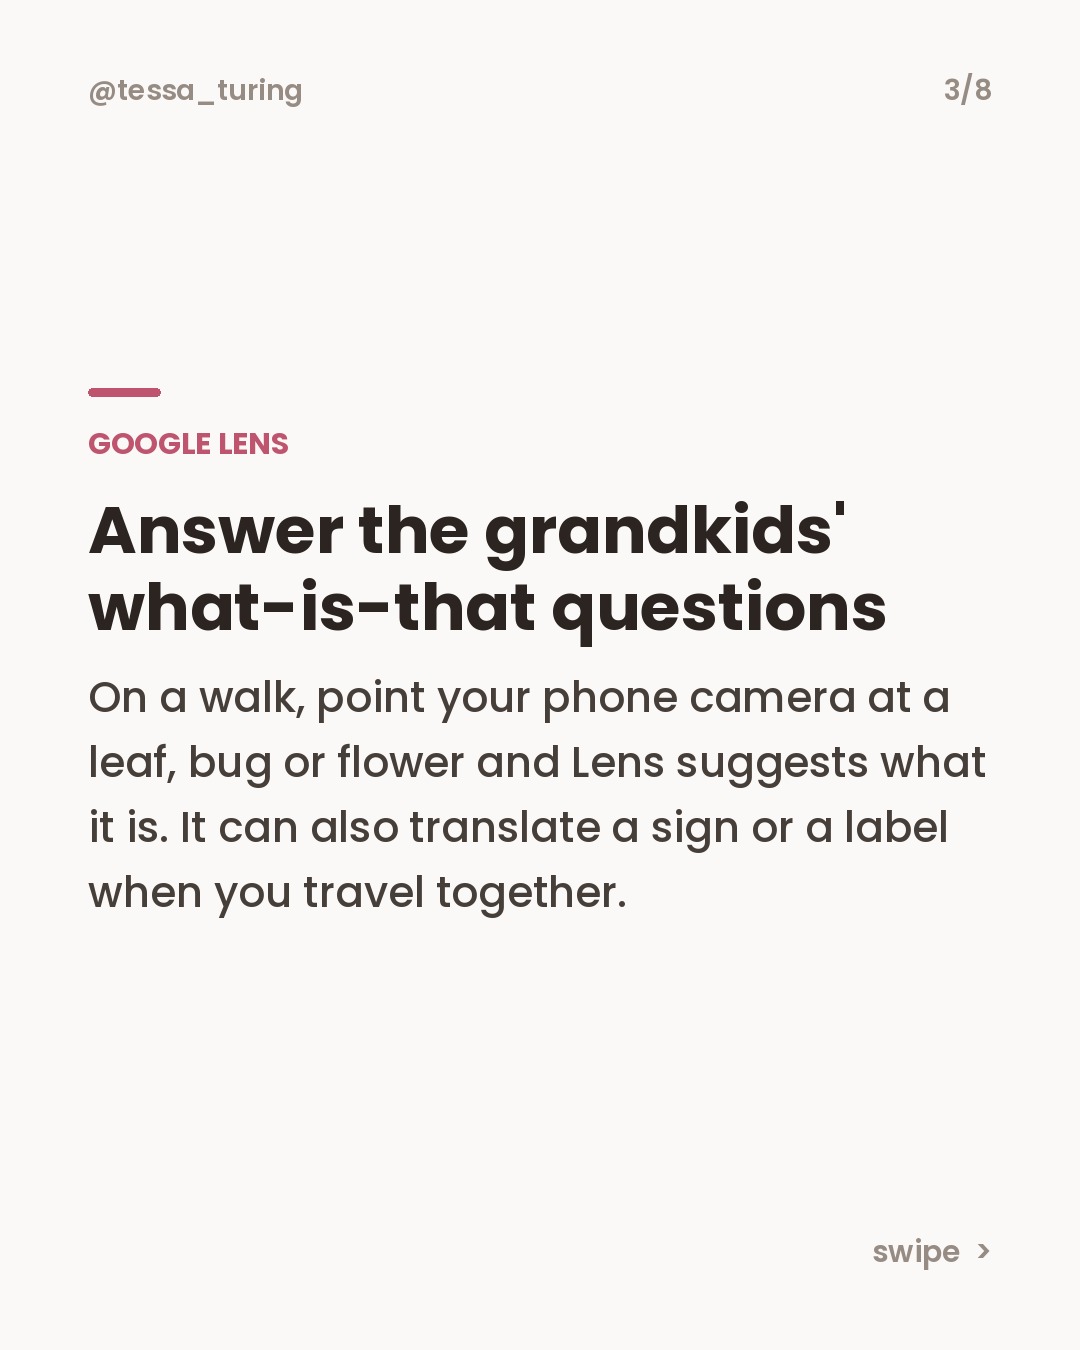 @tessa_turing
3/8
GOOGLE LENS
Answer the grandkids'
what-is-that questions
On a walk, point your phone camera at a
leaf, bug or flower and Lens suggests what
it is. It can also translate a sign or a label
when you travel together.
swipe >